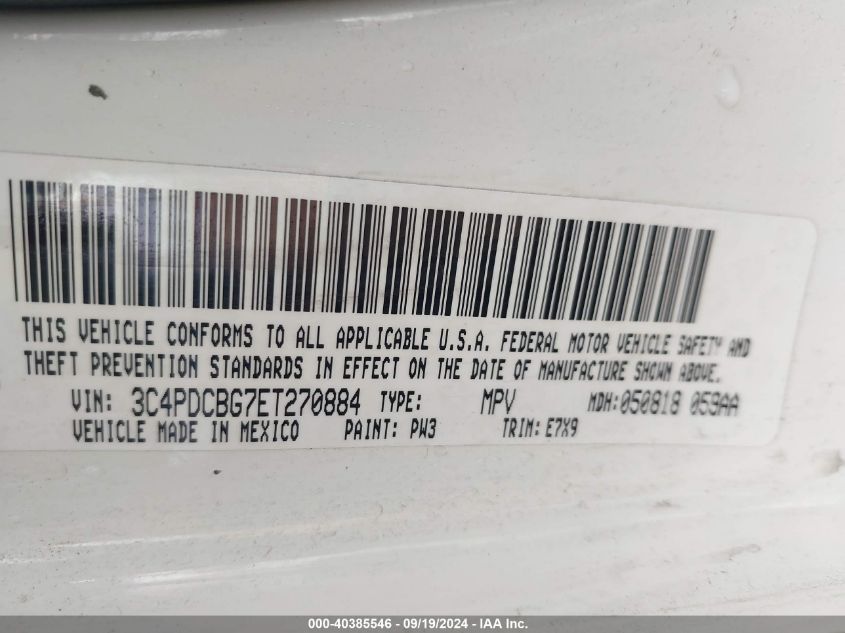 THIS VEHICLE CONFORMS TO ALL APPLICABLE U.S.A. FEDERAL MOTOR VEHICLE SAFETY AND
THEFT PREVENTION STANDARDS IN EFFECT ON THE DATE OF MANUFACTURE SHOWN ABOVE.
VIN: 3C4PDCBG7ET270884 TYPE: MPV MDH:050818 059AA
VEHICLE MADE IN MEXICO PAINT: PW3 TRIM: E7X9
000-40385546 - 09/19/2024 - IAA Inc.